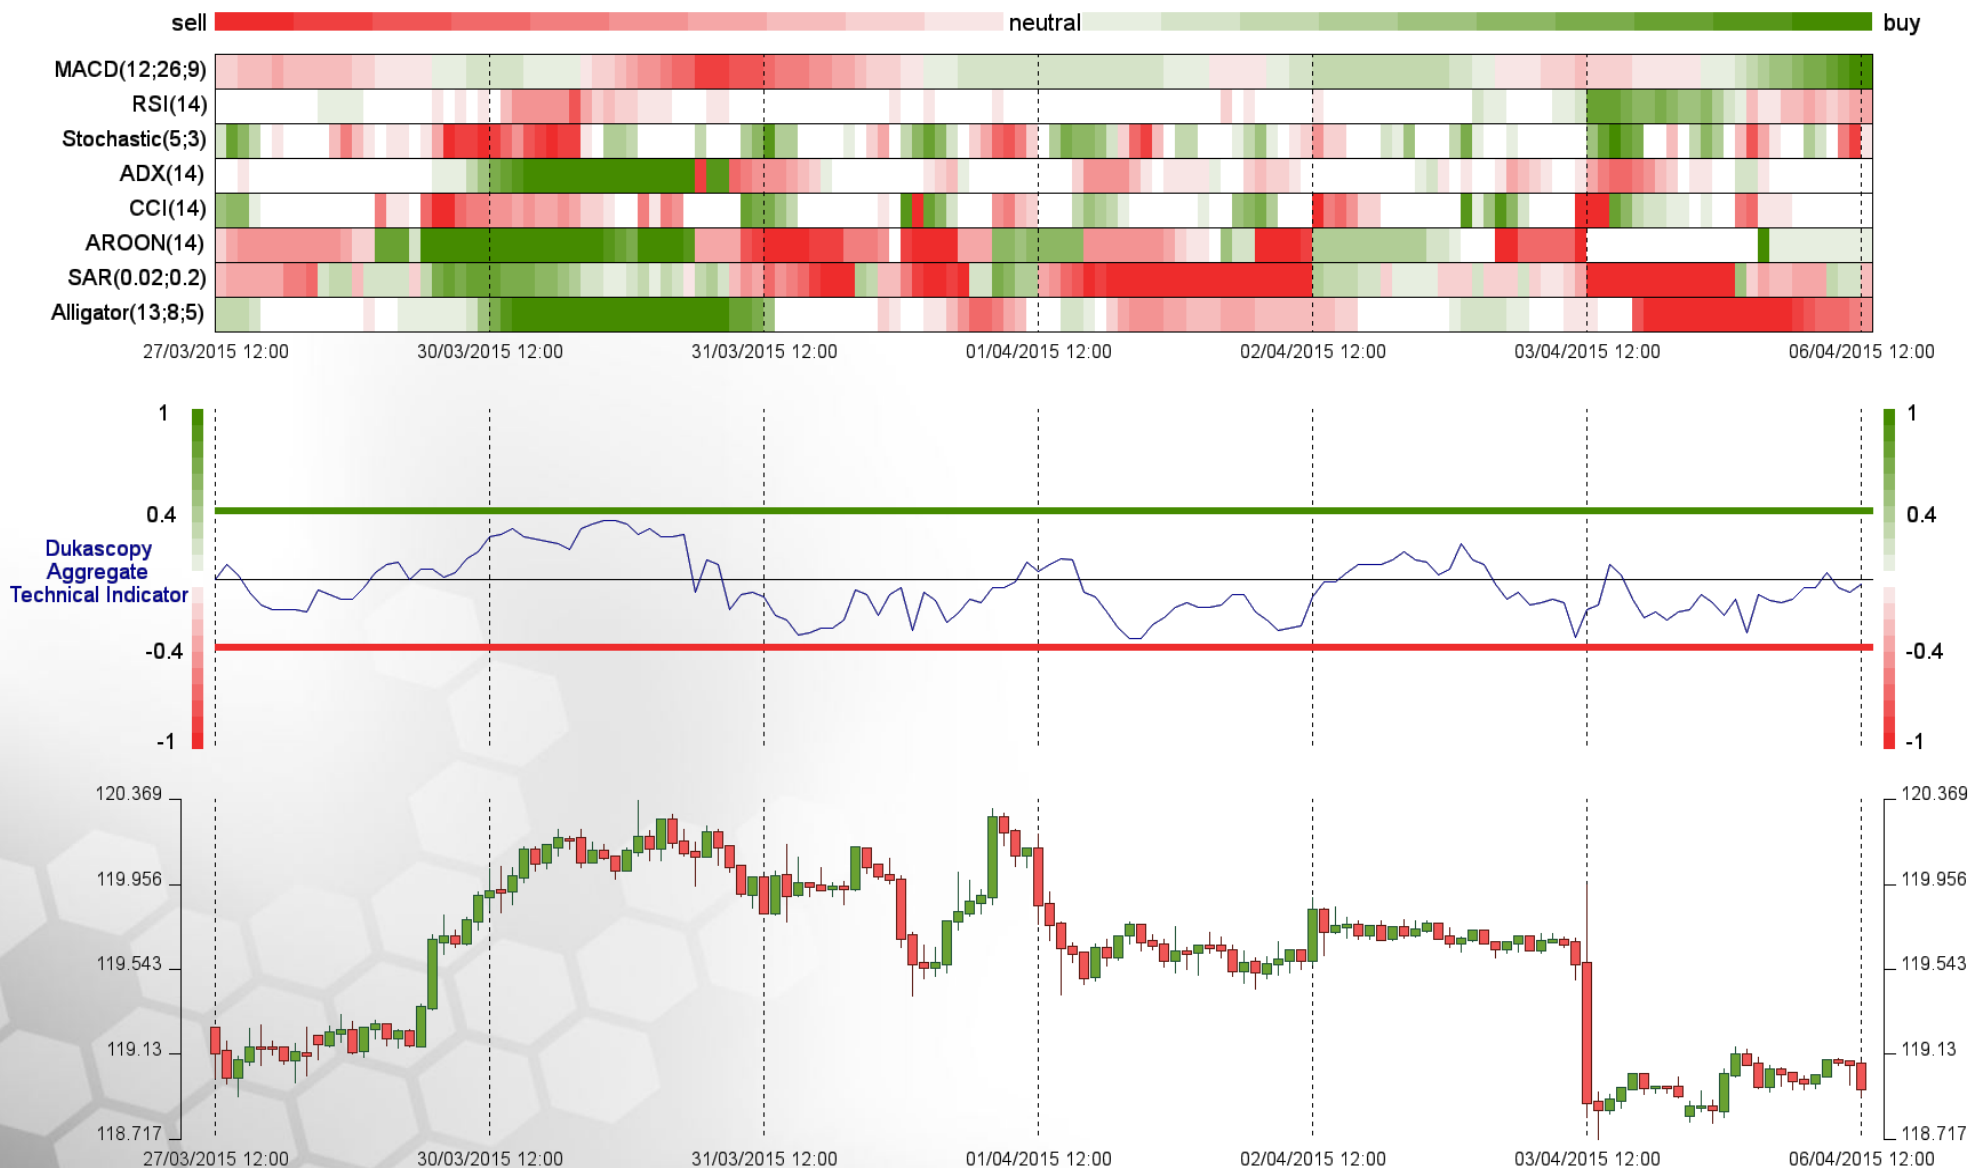 sell neutral buy
MACD(12;26;9)
RSI(14)
Stochastic(5;3)
ADX(14)
CCI(14)
AROON(14)
SAR(0.02;0.2)
Alligator(13;8;5)
27/03/2015 12:00 30/03/2015 12:00 31/03/2015 12:00 01/04/2015 12:00 02/04/2015 12:00 03/04/2015 12:00 06/04/2015 12:00
1 1
0.4 0.4
Dukascopy
Aggregate
Technical Indicator
-0.4 -0.4
-1 -1
120.369 120.369
119.956 119.956
119.543 119.543
119.13 119.13
118.717 118.717
27/03/2015 12:00 30/03/2015 12:00 31/03/2015 12:00 01/04/2015 12:00 02/04/2015 12:00 03/04/2015 12:00 06/04/2015 12:00